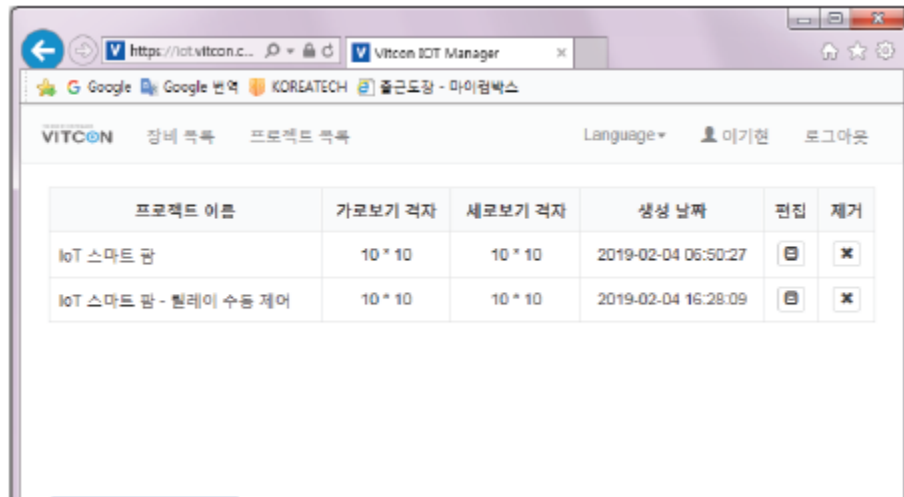 https://iot.vitcon.c... Vitcon IOT Manager
Google Google 번역 KOREATECH 출근도장 - 마이컴박스
VITCON 장비 목록 프로젝트 목록 Language 이기현 로그아웃
프로젝트 이름 가로보기 격자 세로보기 격자 생성 날짜 편집 제거
IoT 스마트 팜 10 * 10 10 * 10 2019-02-04 06:50:27
IoT 스마트 팜 - 릴레이 수동 제어 10 * 10 10 * 10 2019-02-04 16:28:09